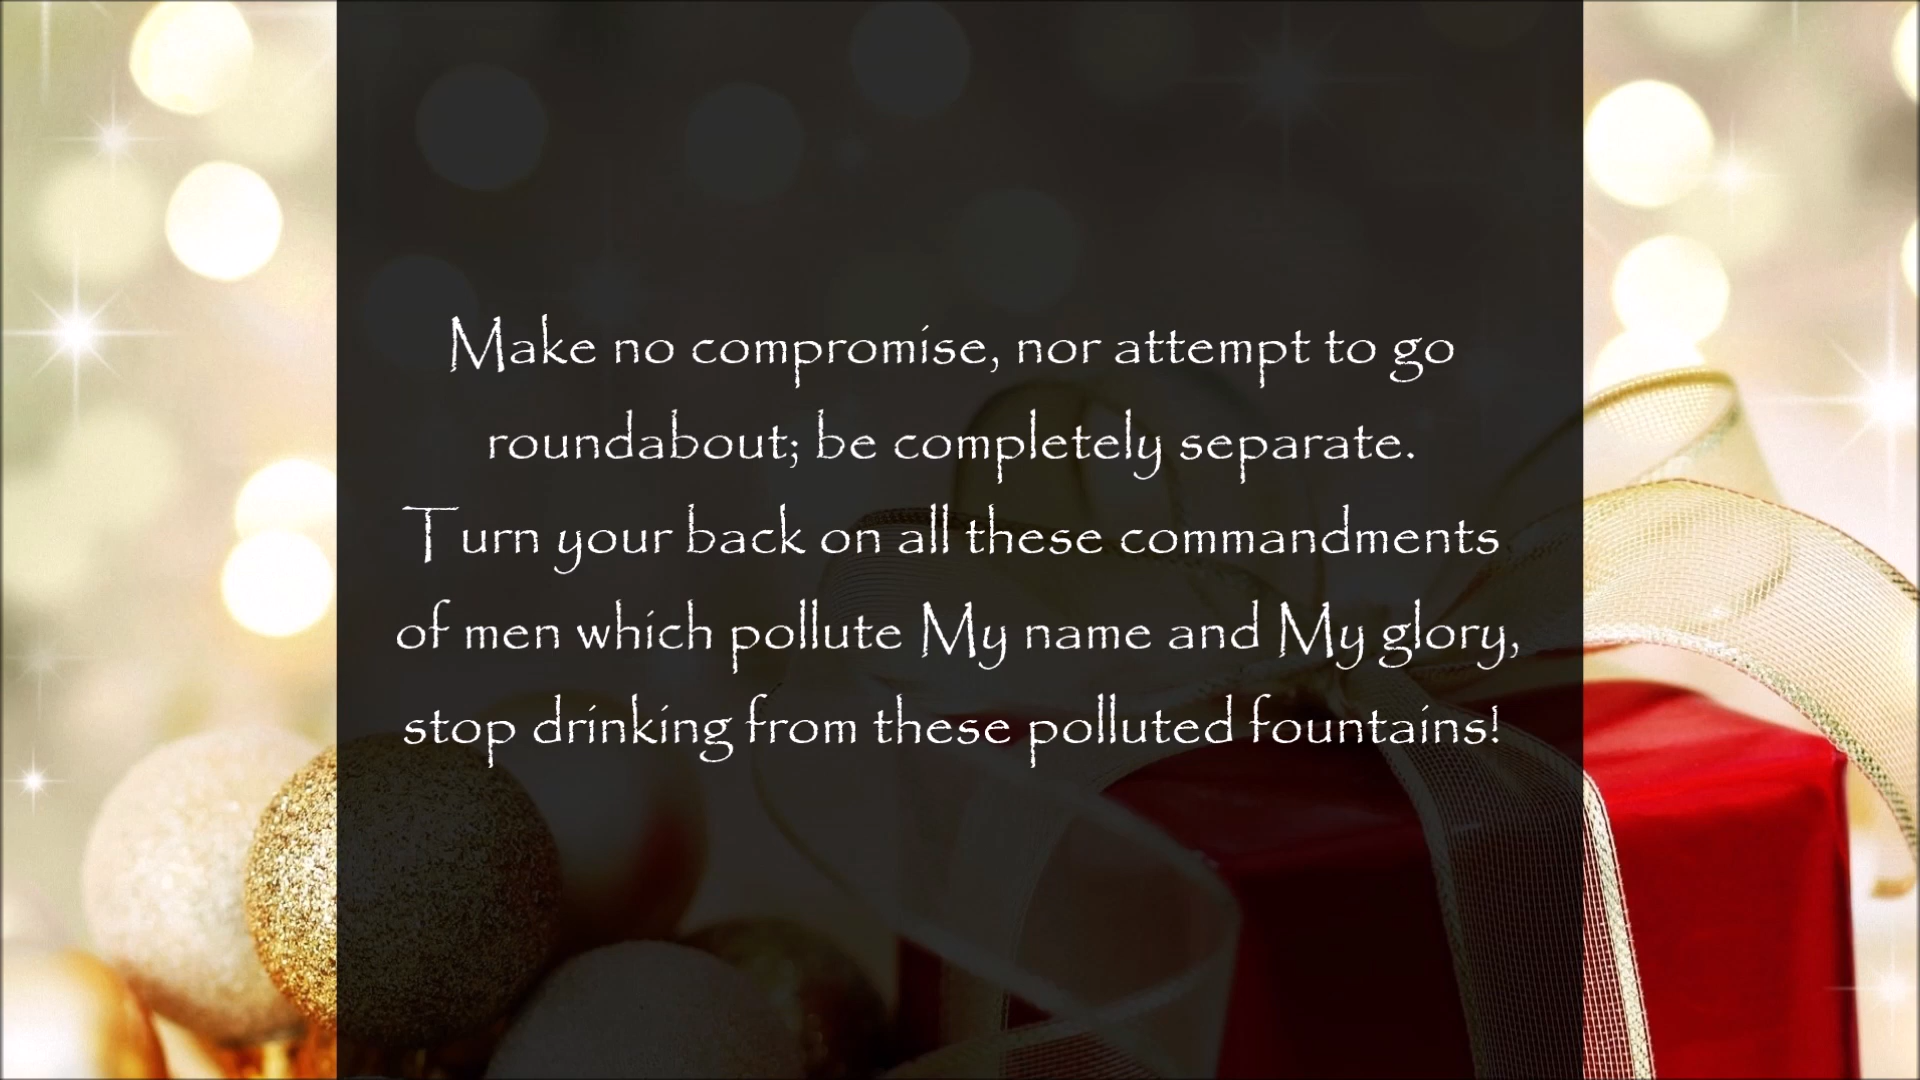 Make no compromise, nor attempt to go
roundabout; be completely separate.
Turn your back on all these commandments
of men which pollute My name and My glory,
stop drinking from these polluted fountains!